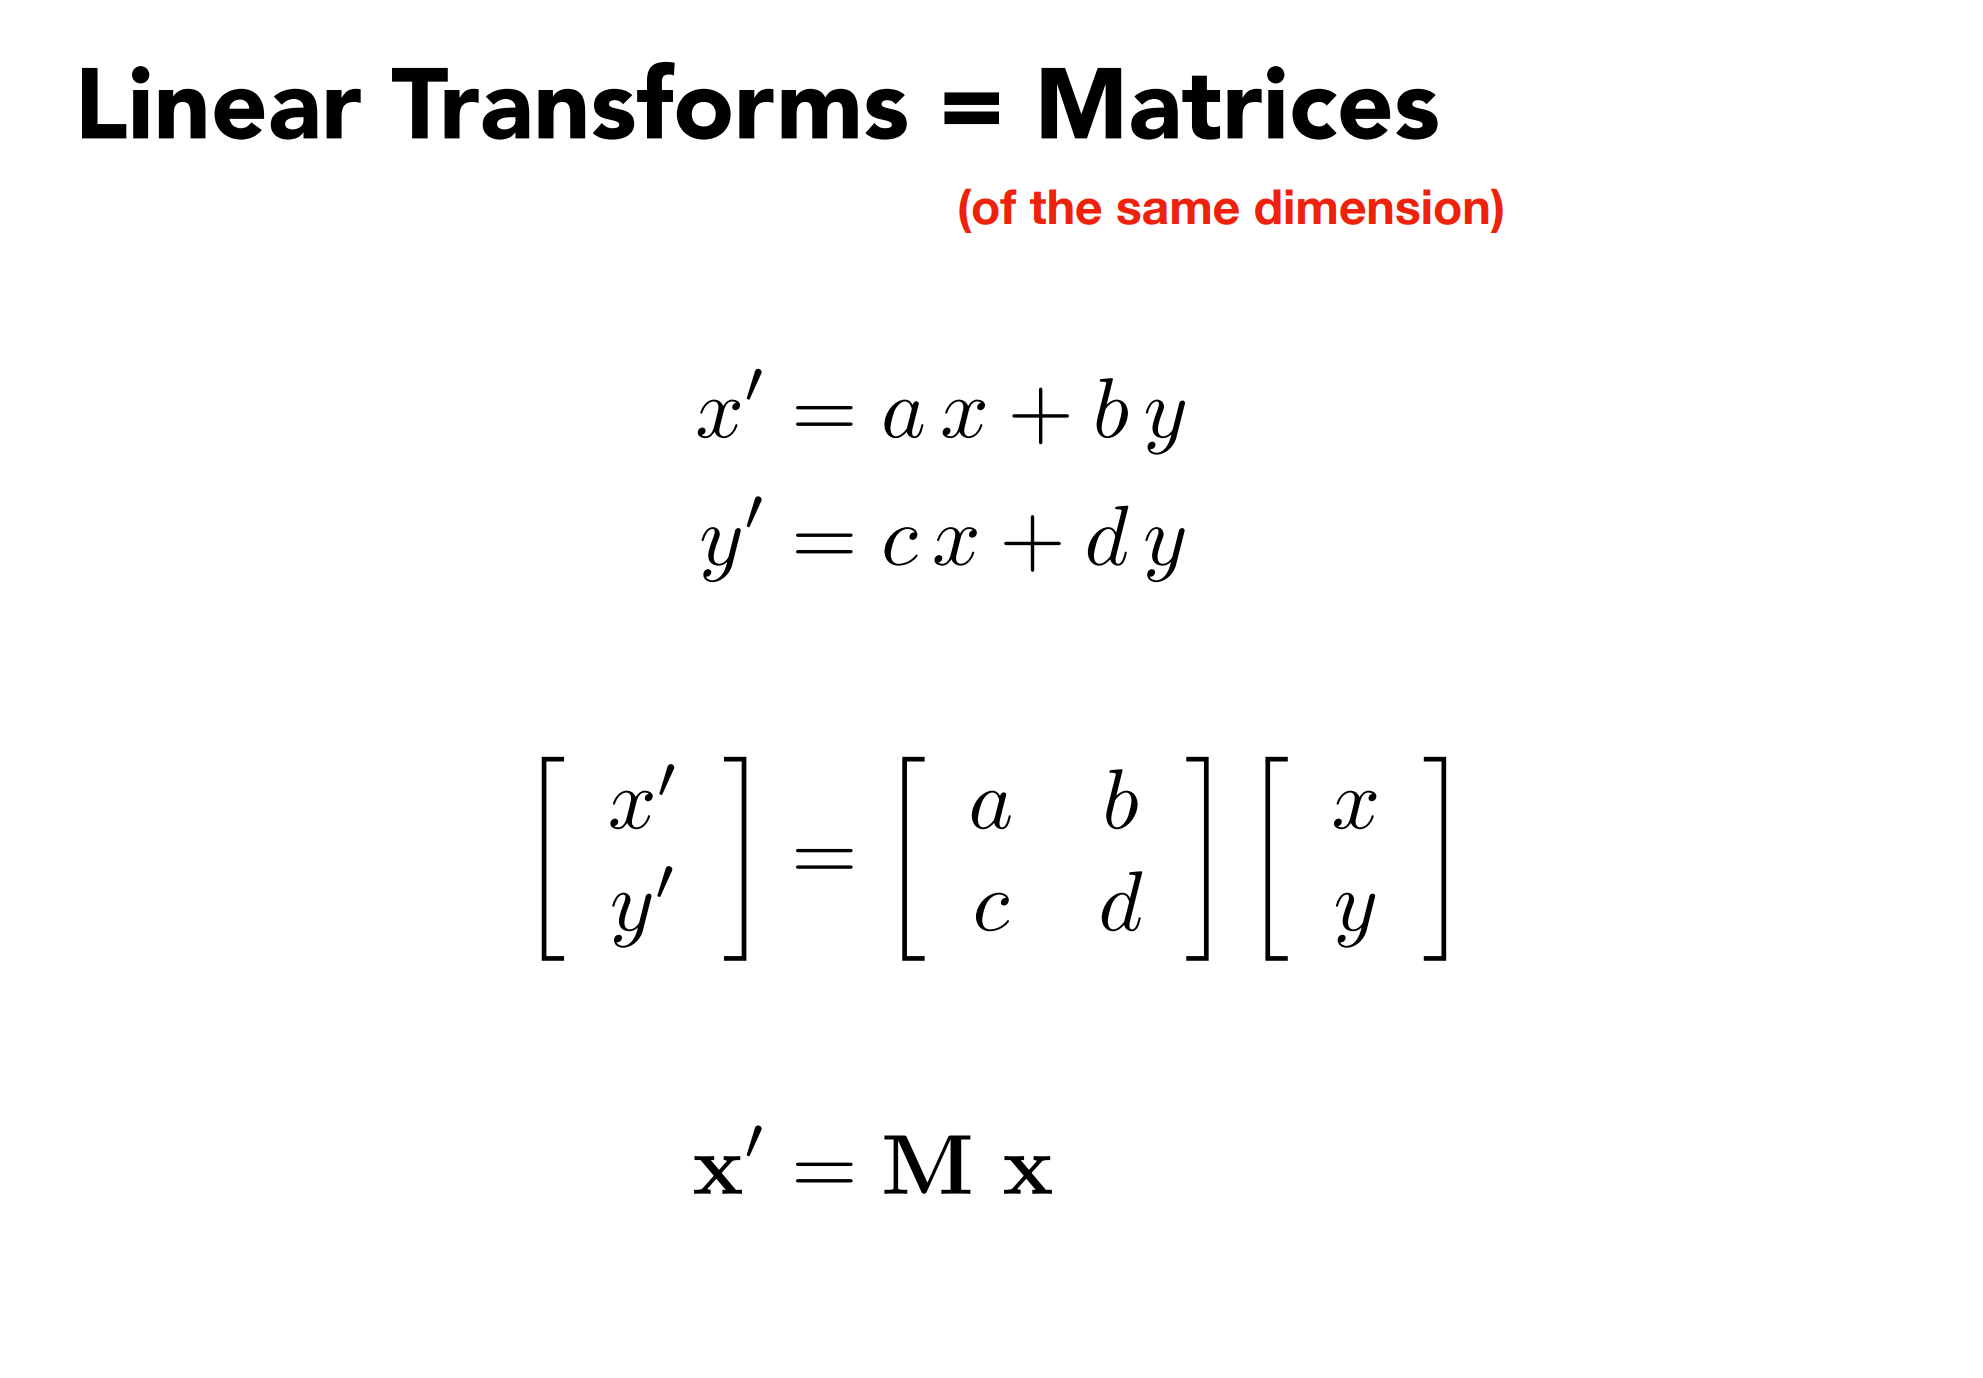 Linear Transforms = Matrices
(of the same dimension)
x′ = a x + b y
y′ = c x + d y
[ x′ ] = [ a b ] [ x ]
[ y′ ] [ c d ] [ y ]
x′ = M x